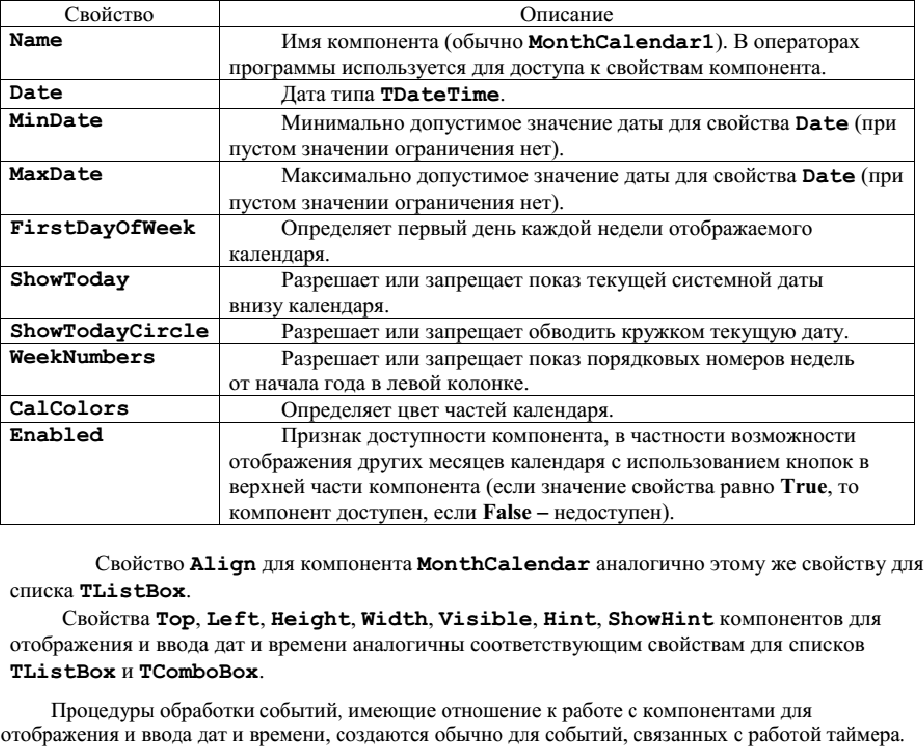 Свойство Описание
Name Имя компонента (обычно MonthCalendar1). В операторах
программы используется для доступа к свойствам компонента.
Date Дата типа TDateTime.
MinDate Минимально допустимое значение даты для свойства Date (при
пустом значении ограничения нет).
MaxDate Максимально допустимое значение даты для свойства Date (при
пустом значении ограничения нет).
FirstDayOfWeek Определяет первый день каждой недели отображаемого
календаря.
ShowToday Разрешает или запрещает показ текущей системной даты
внизу календаря.
ShowTodayCircle Разрешает или запрещает обводить кружком текущую дату.
WeekNumbers Разрешает или запрещает показ порядковых номеров недель
от начала года в левой колонке.
CalColors Определяет цвет частей календаря.
Enabled Признак доступности компонента, в частности возможности
отображения других месяцев календаря с использованием кнопок в
верхней части компонента (если значение свойства равно True, то
компонент доступен, если False – недоступен).
Свойство Align для компонента MonthCalendar аналогично этому же свойству для
списка TListBox.
Свойства Top, Left, Height, Width, Visible, Hint, ShowHint компонентов для
отображения и ввода дат и времени аналогичны соответствующим свойствам для списков
TListBox и TComboBox.
Процедуры обработки событий, имеющие отношение к работе с компонентами для
отображения и ввода дат и времени, создаются обычно для событий, связанных с работой таймера.